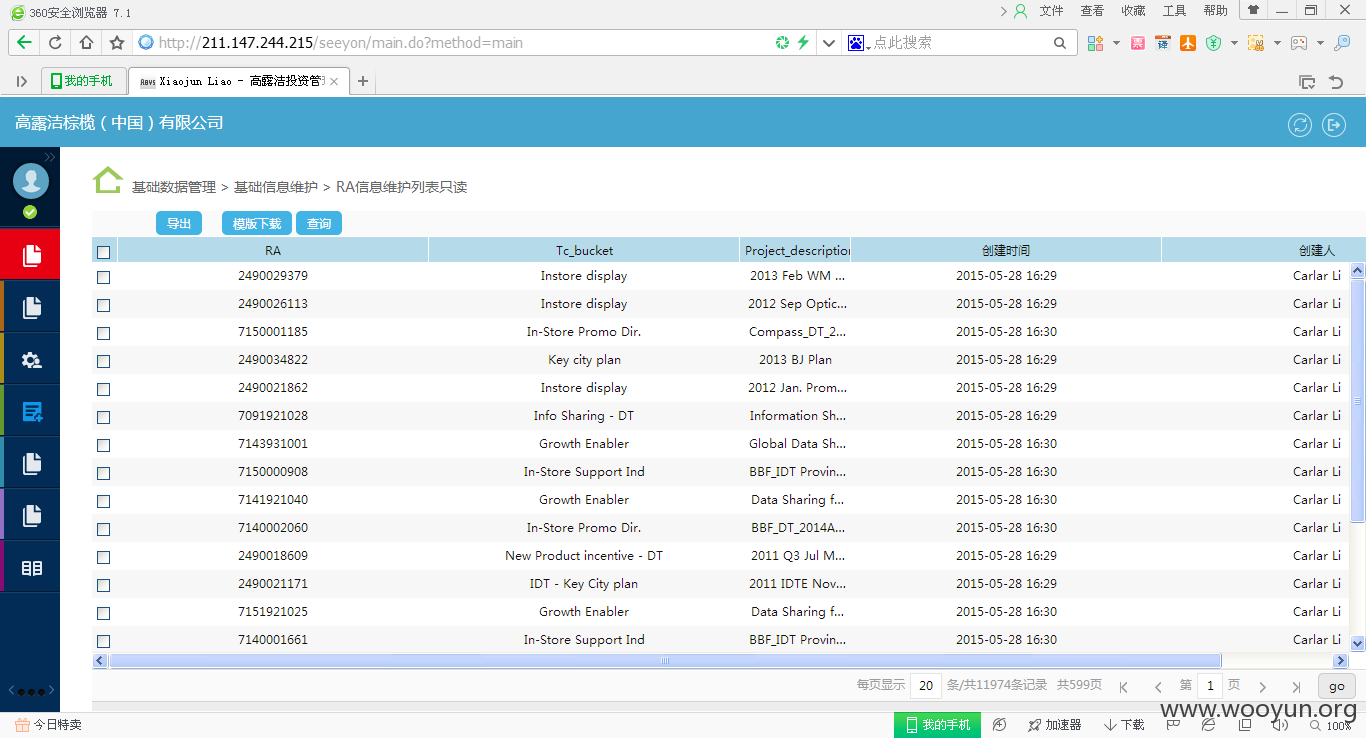 360安全浏览器 7.1 文件 查看 收藏 工具 帮助
http://211.147.244.215/seeyon/main.do?method=main 点此搜索
我的手机 Xiaojun Liao - 高露洁投资管
高露洁棕榄（中国）有限公司
基础数据管理 > 基础信息维护 > RA信息维护列表只读
导出 模版下载 查询
RA Tc_bucket Project_description 创建时间 创建人
2490029379 Instore display 2013 Feb WM ... 2015-05-28 16:29 Carlar Li
2490026113 Instore display 2012 Sep Optic... 2015-05-28 16:29 Carlar Li
7150001185 In-Store Promo Dir. Compass_DT_2... 2015-05-28 16:30 Carlar Li
2490034822 Key city plan 2013 BJ Plan 2015-05-28 16:29 Carlar Li
2490021862 Instore display 2012 Jan. Prom... 2015-05-28 16:29 Carlar Li
7091921028 Info Sharing - DT Information Sh... 2015-05-28 16:29 Carlar Li
7143931001 Growth Enabler Global Data Sh... 2015-05-28 16:30 Carlar Li
7150000908 In-Store Support Ind BBF_IDT Provin... 2015-05-28 16:30 Carlar Li
7141921040 Growth Enabler Data Sharing f... 2015-05-28 16:30 Carlar Li
7140002060 In-Store Promo Dir. BBF_DT_2014A... 2015-05-28 16:30 Carlar Li
2490018609 New Product incentive - DT 2011 Q3 Jul M... 2015-05-28 16:29 Carlar Li
2490021171 IDT - Key City plan 2011 IDTE Nov... 2015-05-28 16:29 Carlar Li
7151921025 Growth Enabler Data Sharing f... 2015-05-28 16:30 Carlar Li
7140001661 In-Store Support Ind BBF_IDT Provin... 2015-05-28 16:30 Carlar Li
每页显示 20 条/共11974条记录 共599页 第 1 页 go
www.wooyun.org
今日特卖 我的手机 加速器 下载 100%